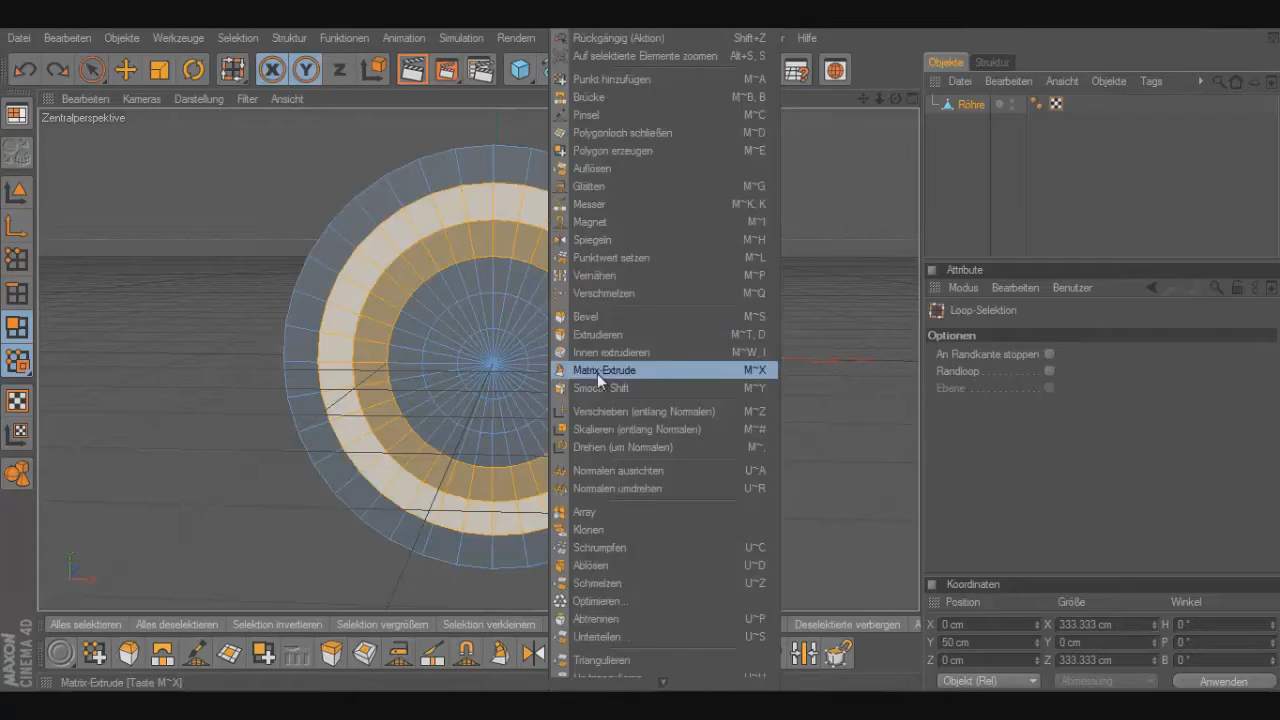 Datei Bearbeiten Objekte Werkzeuge Selektion Struktur Funktionen Animation Simulation Rendern Hilfe
X Y Z
Bearbeiten Kameras Darstellung Filter Ansicht
Zentralperspektive
Rückgängig (Aktion) Shift+Z
Auf selektierte Elemente zoomen Alt+S, S
Punkt hinzufügen M~A
Brücke M~B, B
Pinsel M~C
Polygonloch schließen M~D
Polygon erzeugen M~E
Auflösen M~F
Glätten M~G
Messer M~K, K
Magnet M~I
Spiegeln M~H
Punktwert setzen M~L
Vernähen M~P
Verschmelzen M~Q
Bevel M~S
Extrudieren M~T, D
Innen extrudieren M~W, I
Matrix-Extrude M~X
Smooth Shift M~Y
Verschieben (entlang Normalen) M~Z
Skalieren (entlang Normalen) M~#
Drehen (um Normalen) M~,
Normalen ausrichten U~A
Normalen umdrehen U~R
Array
Klonen
Schrumpfen U~C
Ablösen U~D
Schmelzen U~Z
Optimieren...
Abtrennen U~P
Unterteilen... U~S
Triangulieren
Objekte Struktur
Datei Bearbeiten Ansicht Objekte Tags
Röhre
Attribute
Modus Bearbeiten Benutzer
Loop-Selektion
Optionen
An Randkante stoppen
Randloop
Ebene
Koordinaten
Position Größe Winkel
X 0 cm X 333.333 cm H 0 °
Y 50 cm Y 0 cm P 0 °
Z 0 cm Z 333.333 cm B 0 °
Objekt (Rel) Abmessung Anwenden
Alles selektieren Alles deselektieren Selektion invertieren Selektion vergrößern Selektion verkleinern Deselektierte verbergen A
Y X
Matrix-Extrude [Taste M~X]
MAXON
CINEMA 4D